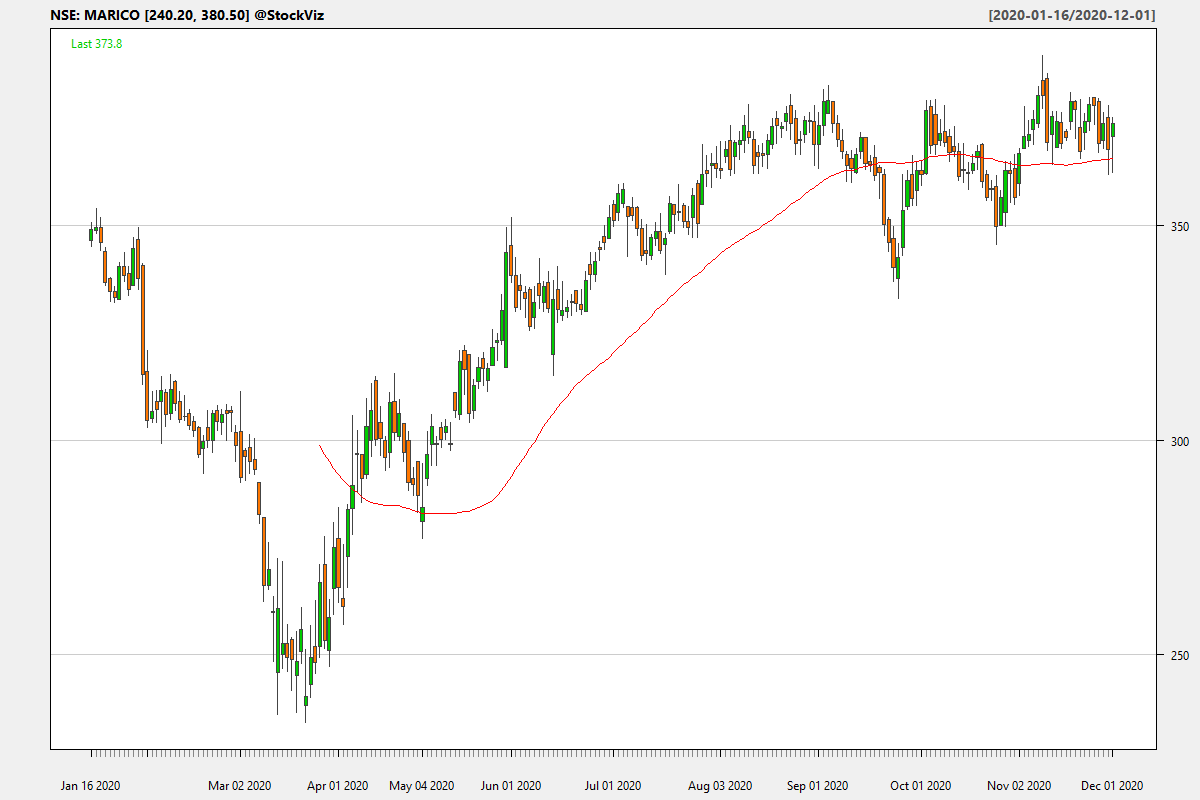 NSE: MARICO [240.20, 380.50] @StockViz
[2020-01-16/2020-12-01]
Last 373.8
350
300
250
Jan 16 2020 Mar 02 2020 Apr 01 2020 May 04 2020 Jun 01 2020 Jul 01 2020 Aug 03 2020 Sep 01 2020 Oct 01 2020 Nov 02 2020 Dec 01 2020